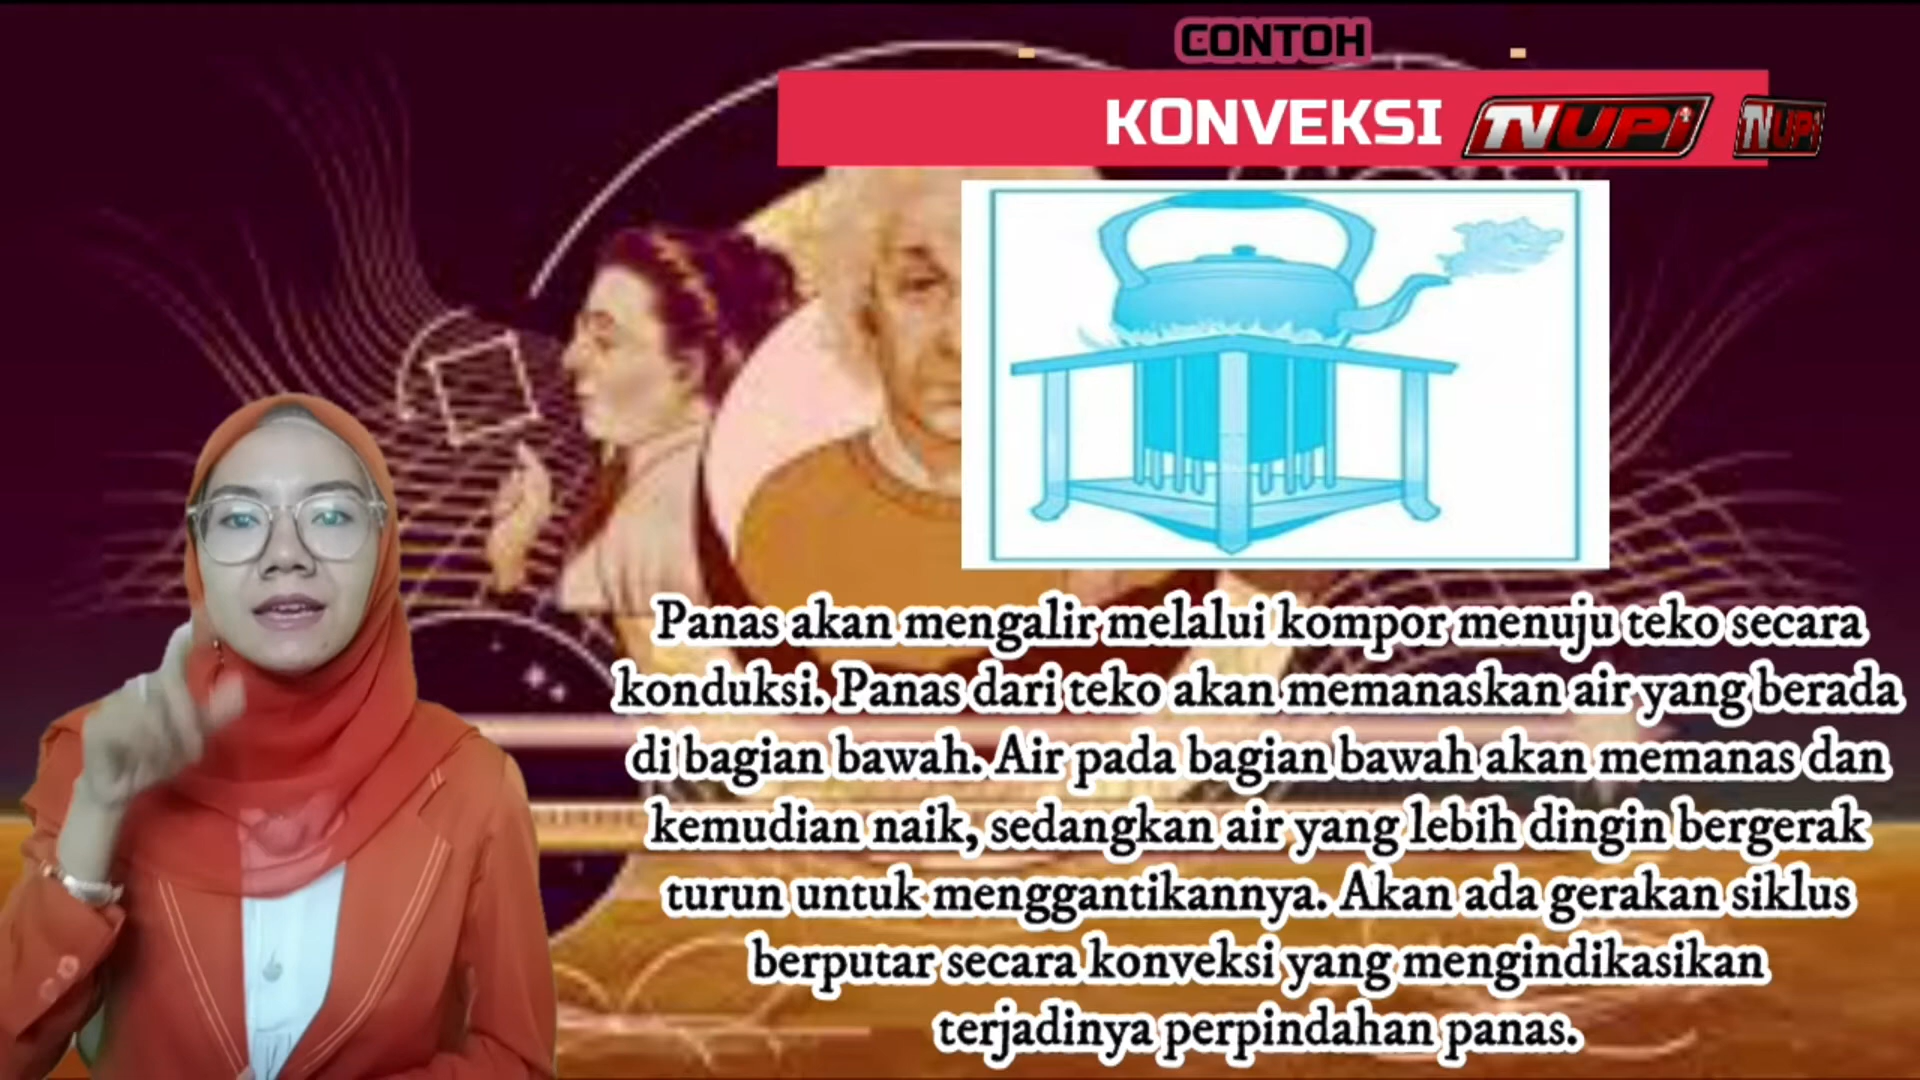 CONTOH
KONVEKSI
TVUPI
TVUPI
Panas akan mengalir melalui kompor menuju teko secara
konduksi. Panas dari teko akan memanaskan air yang berada
di bagian bawah. Air pada bagian bawah akan memanas dan
kemudian naik, sedangkan air yang lebih dingin bergerak
turun untuk menggantikannya. Akan ada gerakan siklus
berputar secara konveksi yang mengindikasikan
terjadinya perpindahan panas.